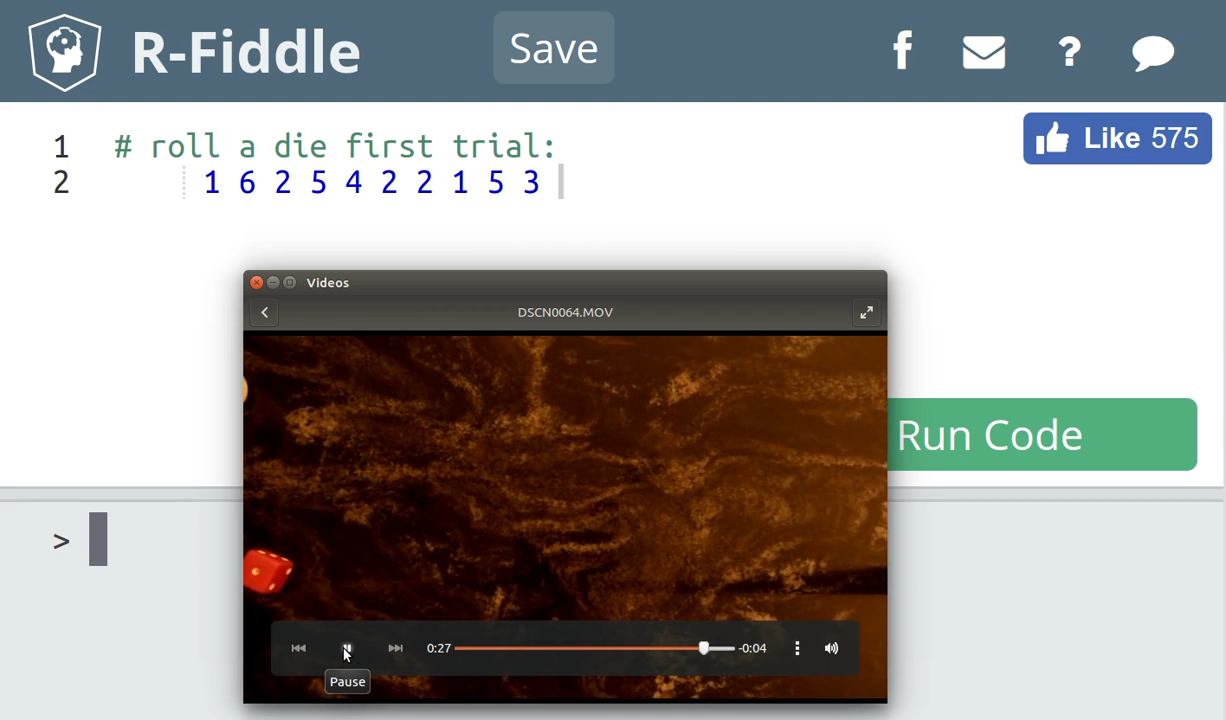 R-Fiddle
Save
f
?
1 # roll a die first trial:
2 1 6 2 5 4 2 2 1 5 3
Like 575
Videos
DSCN0064.MOV
Run Code
>
0:27 -0:04
Pause